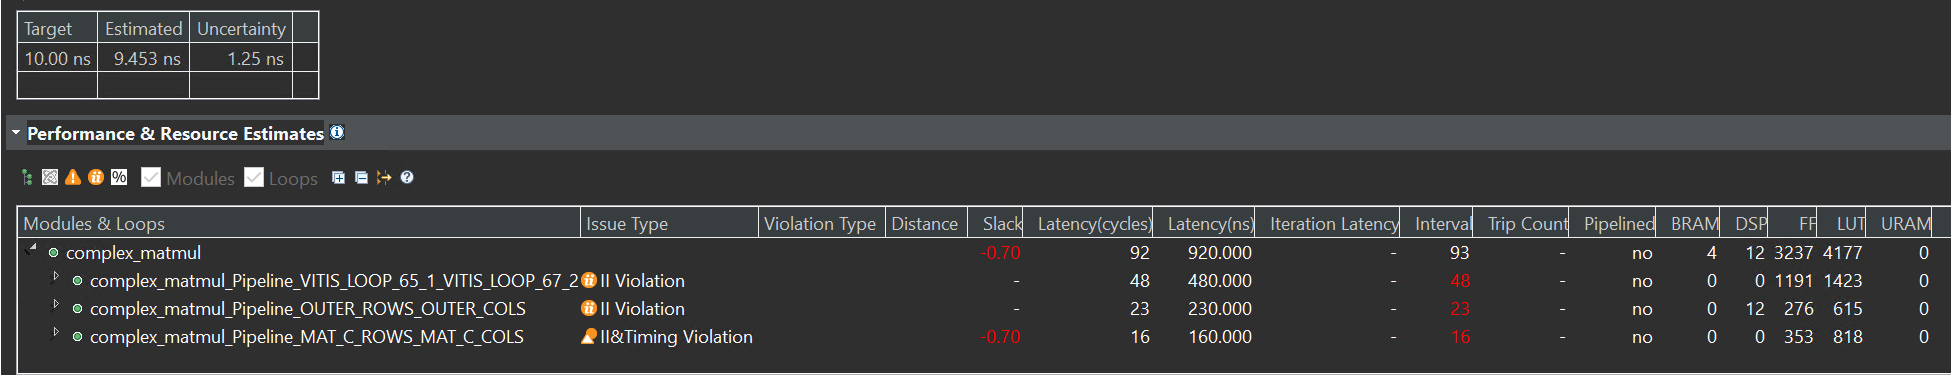 Target Estimated Uncertainty
10.00 ns 9.453 ns 1.25 ns
Performance & Resource Estimates
% Modules Loops
Modules & Loops Issue Type Violation Type Distance Slack Latency(cycles) Latency(ns) Iteration Latency Interval Trip Count Pipelined BRAM DSP FF LUT URAM
complex_matmul -0.70 92 920.000 - 93 - no 4 12 3237 4177 0
complex_matmul_Pipeline_VITIS_LOOP_65_1_VITIS_LOOP_67_2 II Violation - 48 480.000 - 48 - no 0 0 1191 1423 0
complex_matmul_Pipeline_OUTER_ROWS_OUTER_COLS II Violation - 23 230.000 - 23 - no 0 12 276 615 0
complex_matmul_Pipeline_MAT_C_ROWS_MAT_C_COLS II&Timing Violation -0.70 16 160.000 - 16 - no 0 0 353 818 0